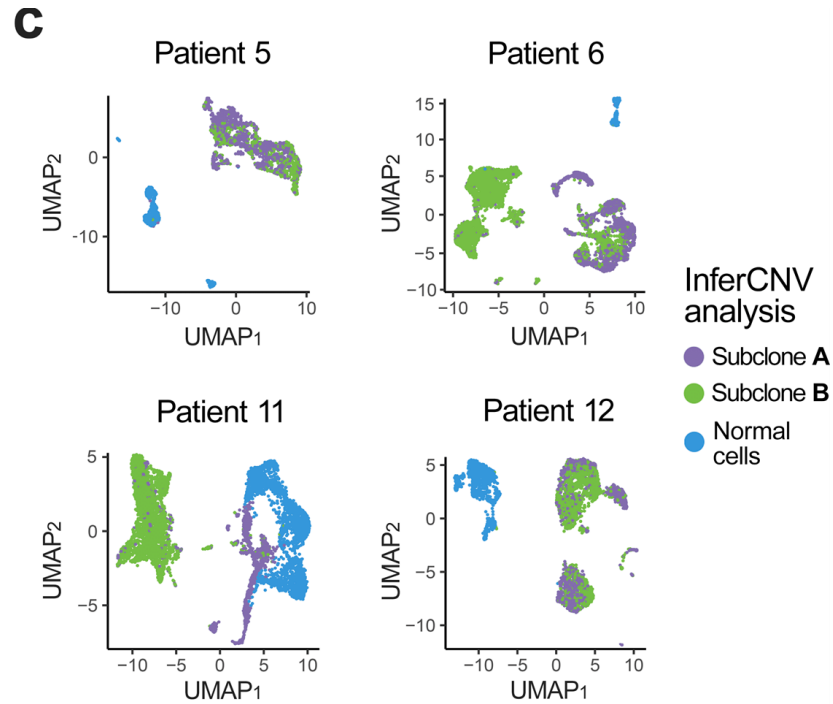 c
Patient 5
0
-10
UMAP2
−10 0 10
UMAP1
Patient 6
15
10
5
0
−5
−10
UMAP2
−10 −5 0 5 10
UMAP1
InferCNV
analysis
Subclone A
Subclone B
Normal
cells
Patient 11
5
0
−5
UMAP2
−10 −5 0 5 10
UMAP1
Patient 12
5
0
−5
−10
UMAP2
−10 −5 0 5 10
UMAP1